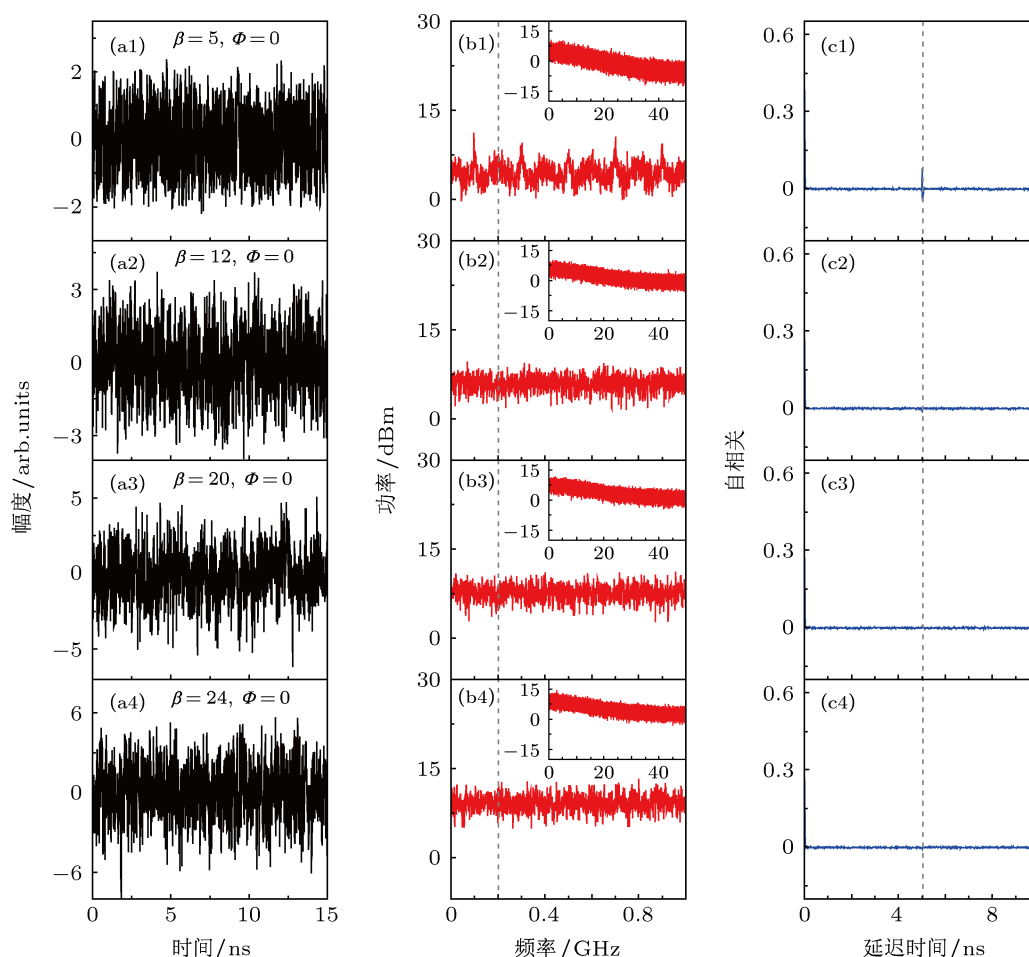 (a1) β=5, Φ=0
2
0
−2
(a2) β=12, Φ=0
3
0
−3
(a3) β=20, Φ=0
5
0
−5
(a4) β=24, Φ=0
6
0
−6
0 5 10 15
时间/ns
幅度/arb.units
(b1)
30
15
0
15
0
−15
0 20 40
(b2)
30
15
0
15
0
−15
0 20 40
(b3)
30
15
0
15
0
−15
0 20 40
(b4)
30
15
0
15
0
−15
0 20 40
0 0.4 0.8
频率/GHz
功率/dBm
(c1)
0.6
0.3
0
(c2)
0.6
0.3
0
(c3)
0.6
0.3
0
(c4)
0.6
0.3
0
0 4 8
延迟时间/ns
自相关